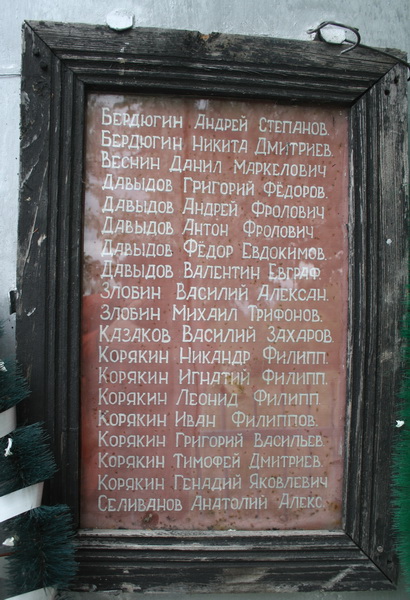 Бердюгин Андрей Степанов.
Бердюгин Никита Дмитриев.
Веснин Данил Маркелович
Давыдов Григорий Фёдоров.
Давыдов Андрей Фролович
Давыдов Антон Фролович
Давыдов Фёдор Евдокимов.
Давыдов Валентин Евграф.
Злобин Василий Алексан.
Злобин Михаил Трифонов.
Казаков Василий Захаров.
Корякин Никандр Филипп.
Корякин Игнатий Филипп.
Корякин Леонид Филипп.
Корякин Иван Филиппов.
Корякин Григорий Васильев.
Корякин Тимофей Дмитриев.
Корякин Генадий Яковлевич
Селиванов Анатолий Алекс.